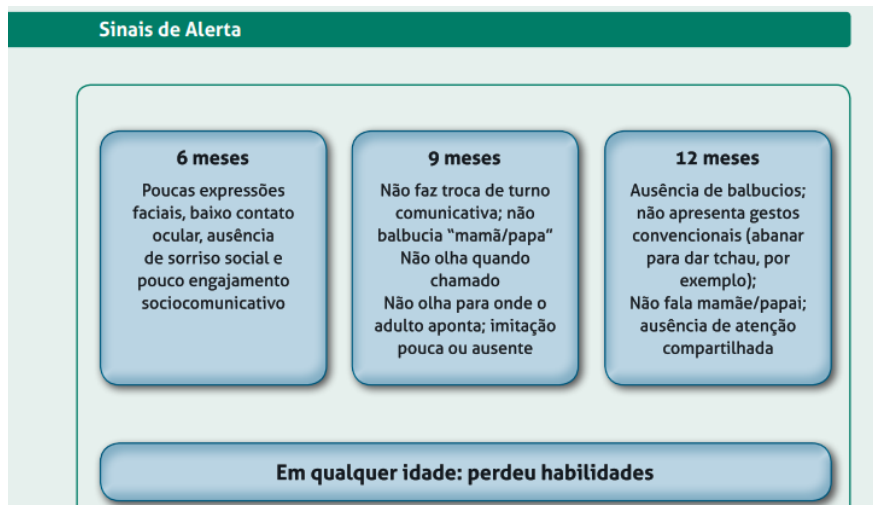 Sinais de Alerta
6 meses
Poucas expressões
faciais, baixo contato
ocular, ausência
de sorriso social e
pouco engajamento
sociocomunicativo
9 meses
Não faz troca de turno
comunicativa; não
balbucia “mamã/papa”
Não olha quando
chamado
Não olha para onde o
adulto aponta; imitação
pouca ou ausente
12 meses
Ausência de balbucios;
não apresenta gestos
convencionais (abanar
para dar tchau, por
exemplo);
Não fala mamãe/papai;
ausência de atenção
compartilhada
Em qualquer idade: perdeu habilidades